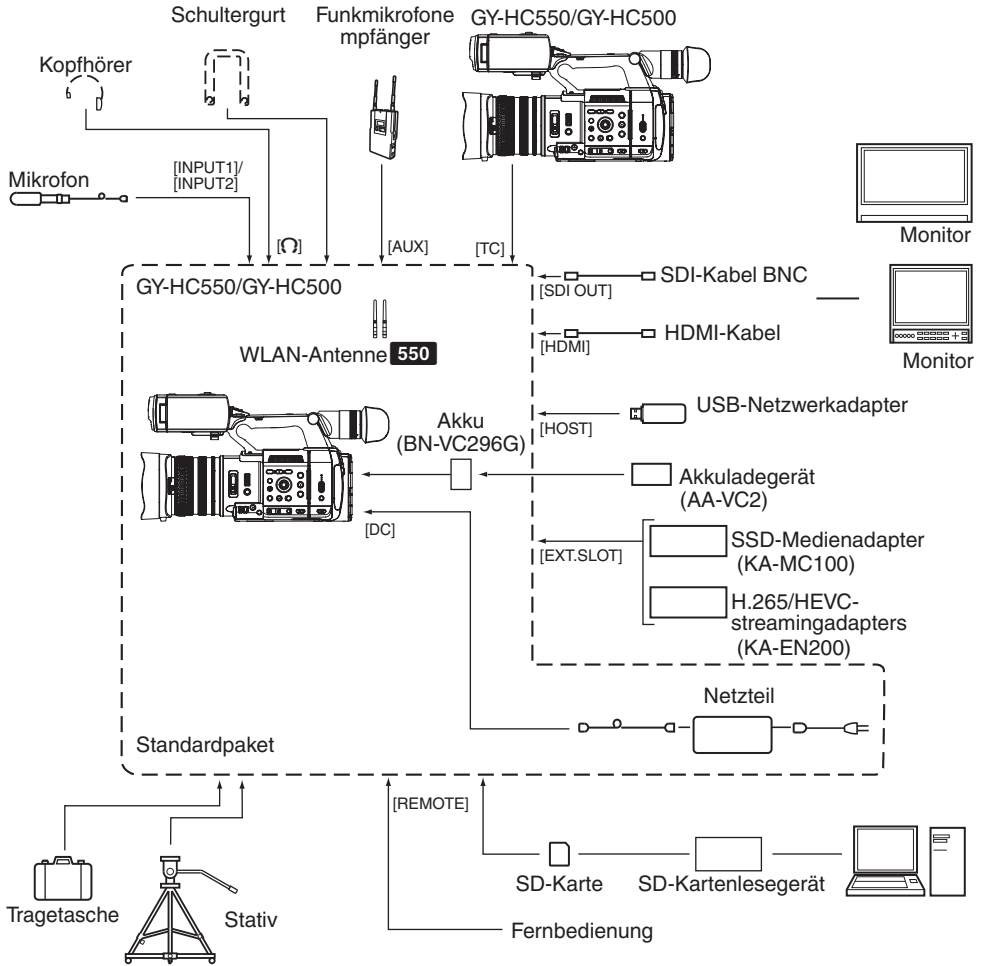 Schultergurt
Funkmikrofone
mpfänger
GY-HC550/GY-HC500
Kopfhörer
[INPUT1]/
[INPUT2]
Mikrofon
[AUX]
[TC]
Monitor
GY-HC550/GY-HC500
SDI-Kabel BNC
[SDI OUT]
WLAN-Antenne 550
HDMI-Kabel
[HDMI]
Monitor
USB-Netzwerkadapter
[HOST]
Akku
(BN-VC296G)
Akkuladegerät
(AA-VC2)
[DC]
[EXT.SLOT]
SSD-Medienadapter
(KA-MC100)
H.265/HEVC-
streamingadapters
(KA-EN200)
Netzteil
Standardpaket
[REMOTE]
SD-Karte
SD-Kartenlesegerät
Tragetasche
Stativ
Fernbedienung